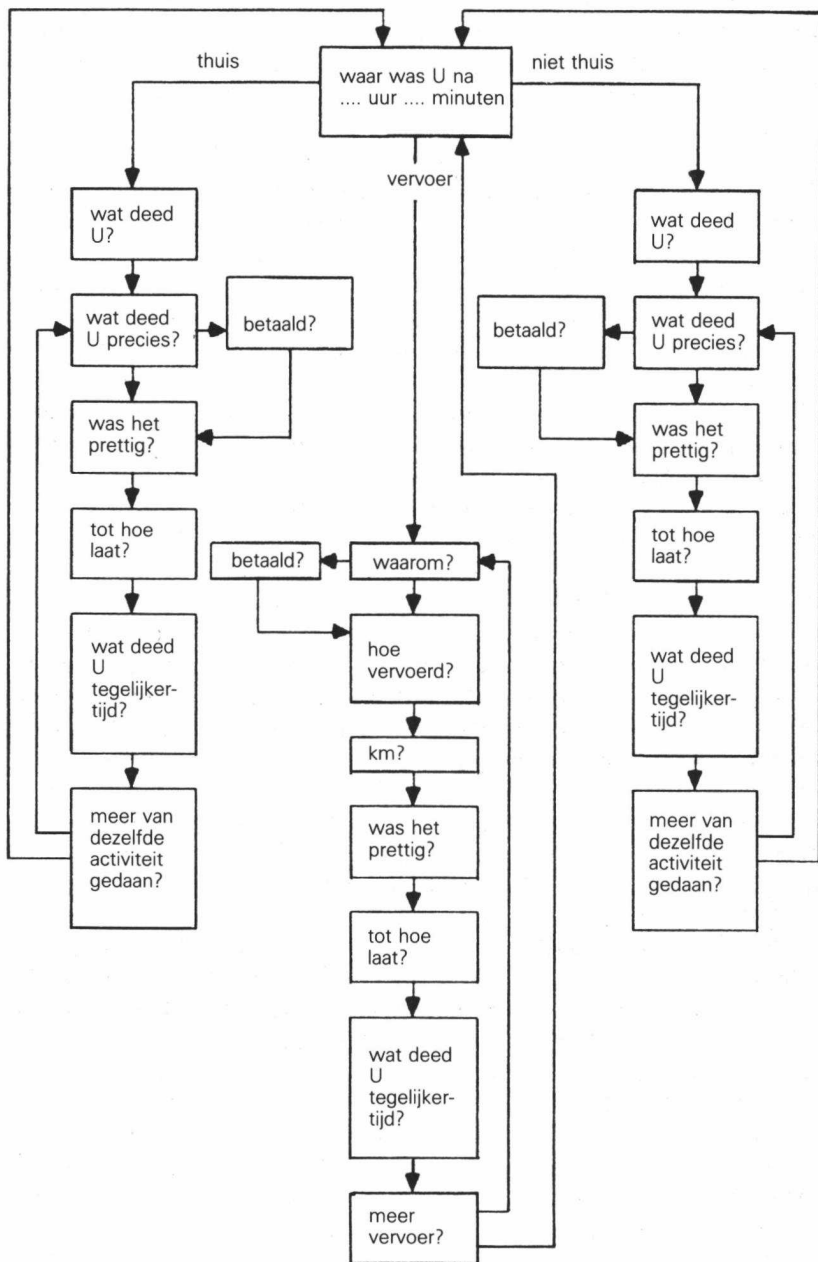 thuis
waar was U na
.... uur .... minuten
niet thuis
vervoer
wat deed
U?
wat deed
U precies?
betaald?
was het
prettig?
tot hoe
laat?
wat deed
U
tegelijker-
tijd?
meer van
dezelfde
activiteit
gedaan?
betaald?
waarom?
hoe
vervoerd?
km?
was het
prettig?
tot hoe
laat?
wat deed
U
tegelijker-
tijd?
meer
vervoer?
wat deed
U?
betaald?
wat deed
U precies?
was het
prettig?
tot hoe
laat?
wat deed
U
tegelijker-
tijd?
meer van
dezelfde
activiteit
gedaan?